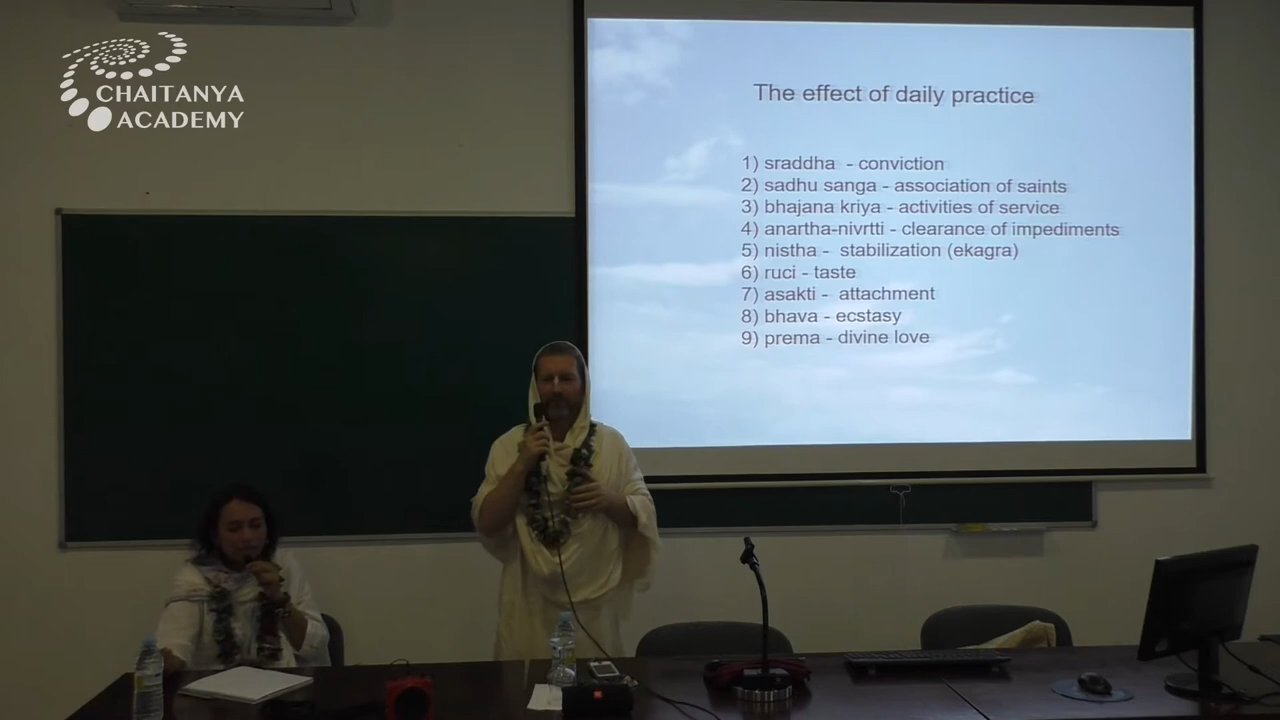 CHAITANYA
ACADEMY
The effect of daily practice
1) sraddha - conviction
2) sadhu sanga - association of saints
3) bhajana kriya - activities of service
4) anartha-nivrtti - clearance of impediments
5) nistha - stabilization (ekagra)
6) ruci - taste
7) asakti - attachment
8) bhava - ecstasy
9) prema - divine love